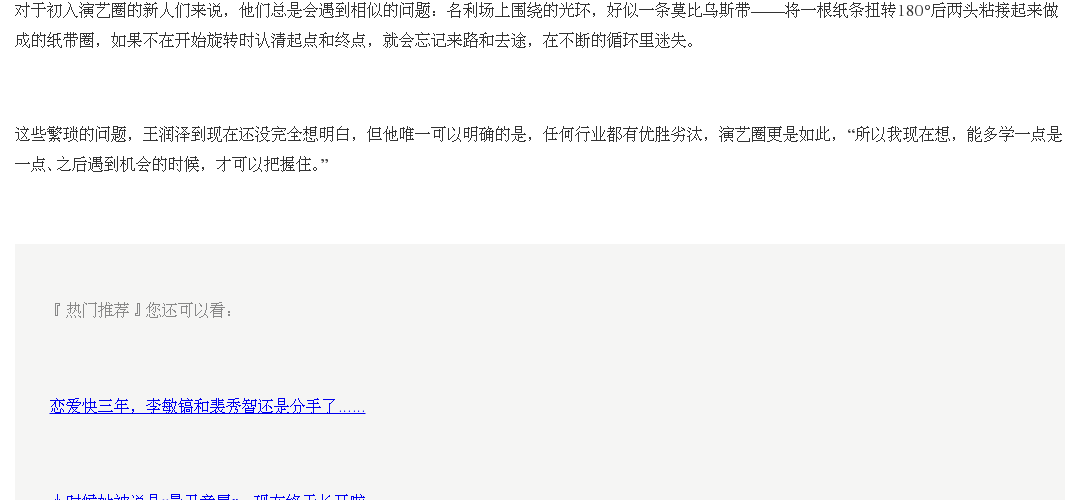 对于初入演艺圈的新人们来说，他们总是会遇到相似的问题：名利场上围绕的光环，好似一条莫比乌斯带——将一根纸条扭转180°后两头粘接起来做
成的纸带圈，如果不在开始旋转时认清起点和终点，就会忘记来路和去途，在不断的循环里迷失。
这些繁琐的问题，王润泽到现在还没完全想明白，但他唯一可以明确的是，任何行业都有优胜劣汰，演艺圈更是如此，“所以我现在想，能多学一点是
一点、之后遇到机会的时候，才可以把握住。”
『热门推荐』您还可以看：
恋爱快三年，李敏镐和裴秀智还是分手了……